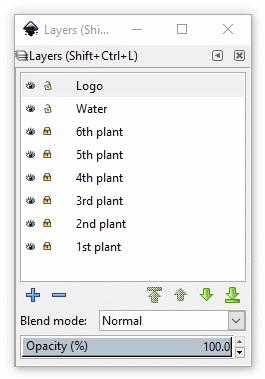 Layers (Shi...
Layers (Shift+Ctrl+L)
Logo
Water
6th plant
5th plant
4th plant
3rd plant
2nd plant
1st plant
Blend mode: Normal
Opacity (%) 100.0